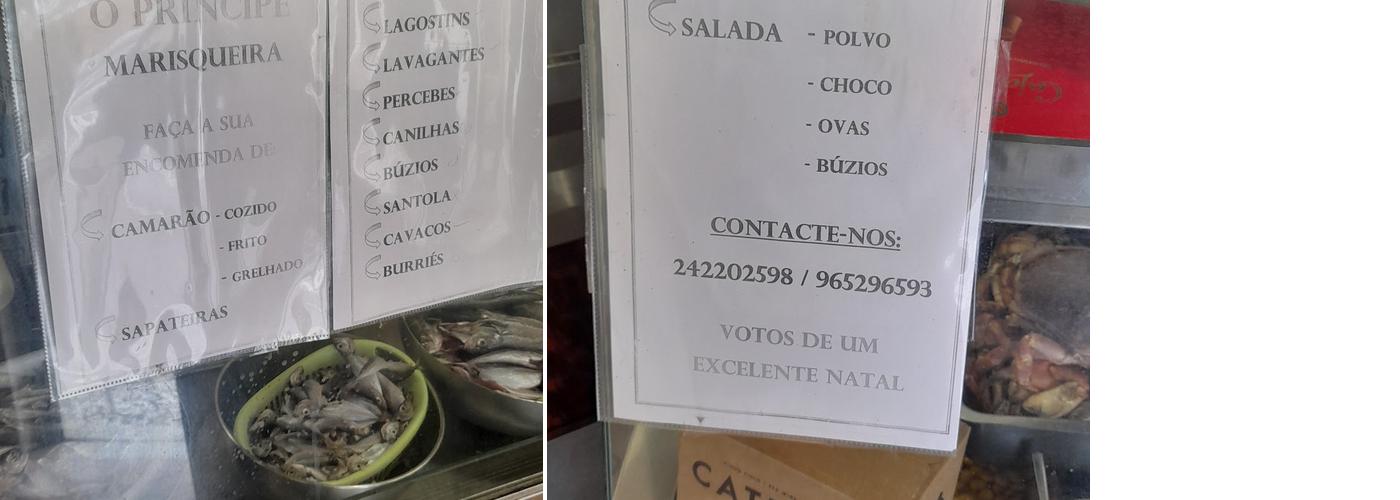 O PRÍNCIPE
MARISQUEIRA
FAÇA A SUA
ENCOMENDA DE:
CAMARÃO - COZIDO
- FRITO
- GRELHADO
SAPATEIRAS
LAGOSTINS
LAVAGANTES
PERCEBES
CANILHAS
BÚZIOS
SANTOLA
CAVACOS
BURRIÉS
SALADA - POLVO
- CHOCO
- OVAS
- BÚZIOS
CONTACTE-NOS:
242202598 / 965296593
VOTOS DE UM
EXCELENTE NATAL